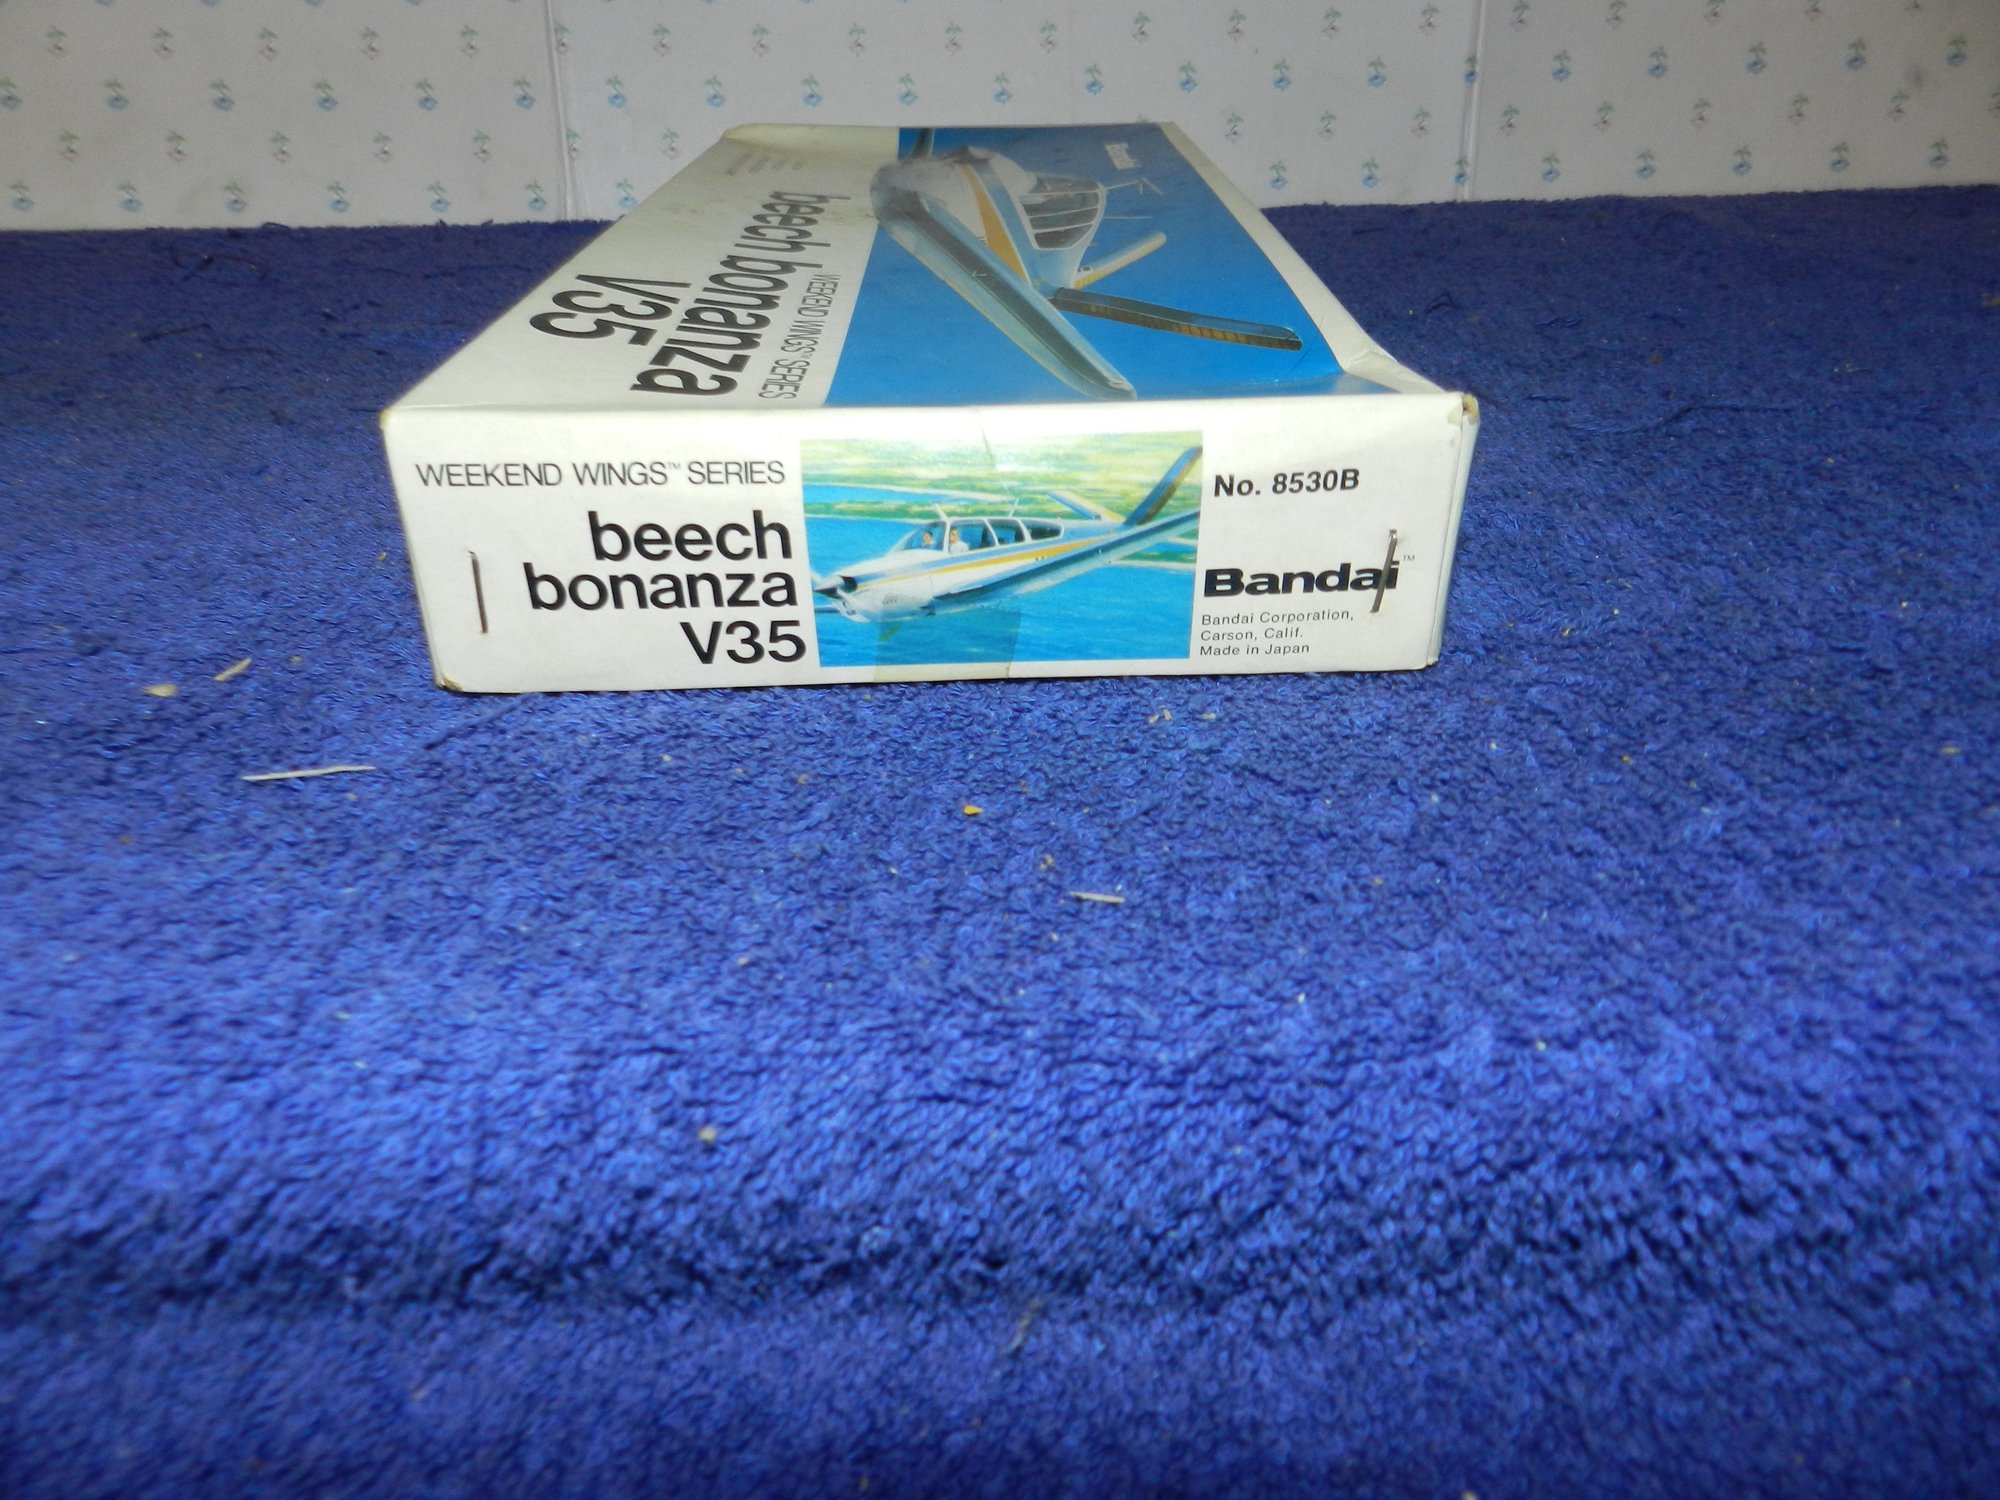 Bandai
beech bonanza
V35
WEEKEND WINGS™ SERIES
WEEKEND WINGS™ SERIES
beech
bonanza
V35
No. 8530B
Bandai™
Bandai Corporation,
Carson, Calif.
Made in Japan